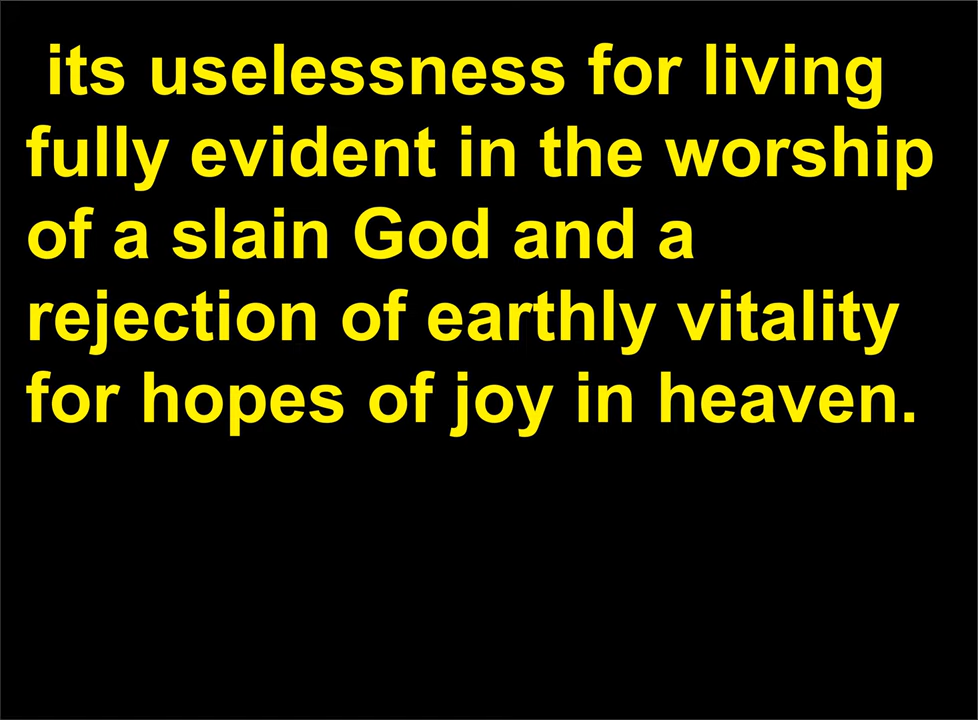 its uselessness for living
fully evident in the worship
of a slain God and a
rejection of earthly vitality
for hopes of joy in heaven.